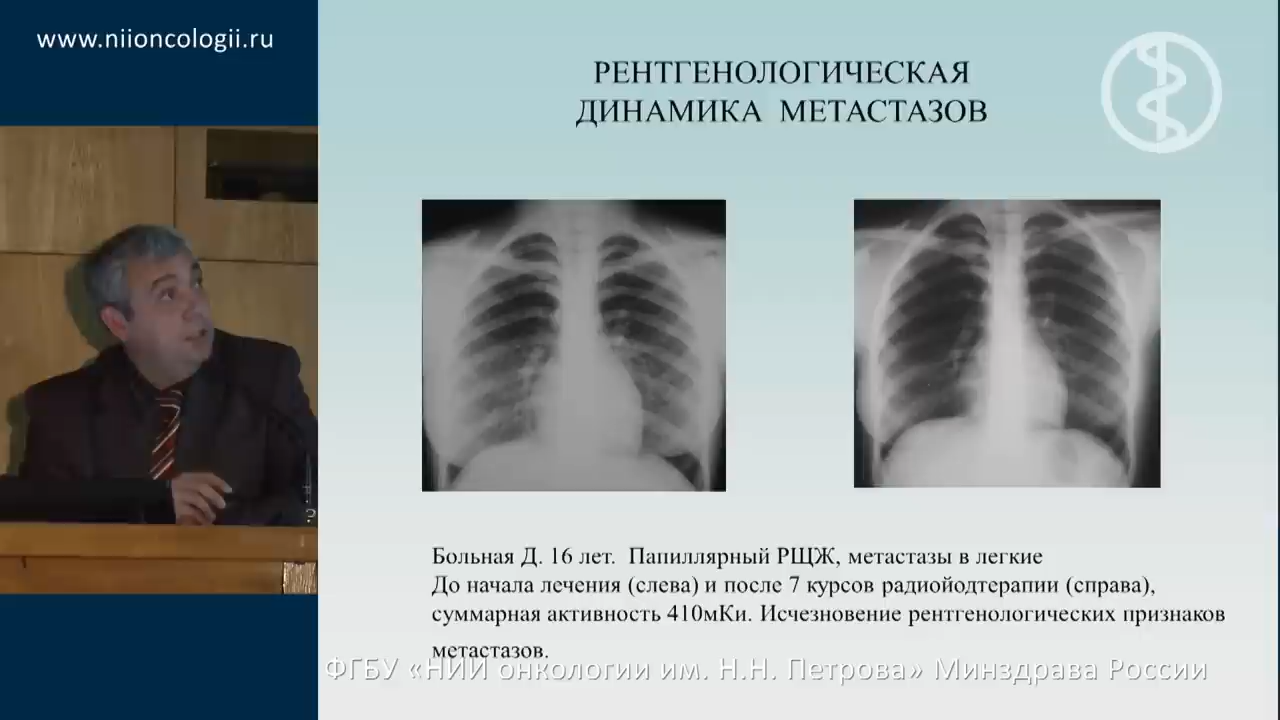 www.niioncologii.ru
РЕНТГЕНОЛОГИЧЕСКАЯ
ДИНАМИКА МЕТАСТАЗОВ
Больная Д. 16 лет. Папиллярный РЩЖ, метастазы в легкие
До начала лечения (слева) и после 7 курсов радиойодтерапии (справа),
суммарная активность 410мКи. Исчезновение рентгенологических признаков
метастазов.
ФГБУ «НИИ онкологии им. Н.Н. Петрова» Минздрава России